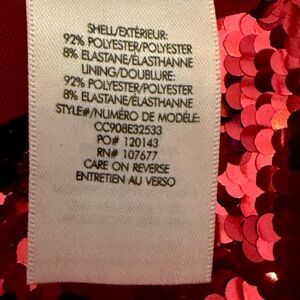 SHELL/EXTÉRIEUR:
92% POLYESTER/POLYESTER
8% ELASTANE/ÉLASTHANNE
LINING/DOUBLURE:
92% POLYESTER/POLYESTER
8% ELASTANE/ÉLASTHANNE
STYLE#/NUMÉRO DE MODÈLE:
CC908E32533
PO# 120143
RN# 107677
CARE ON REVERSE
ENTRETIEN AU VERSO